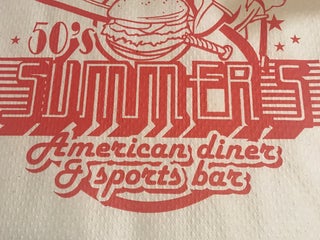 50's
SUMMER'S
American diner
& sports bar